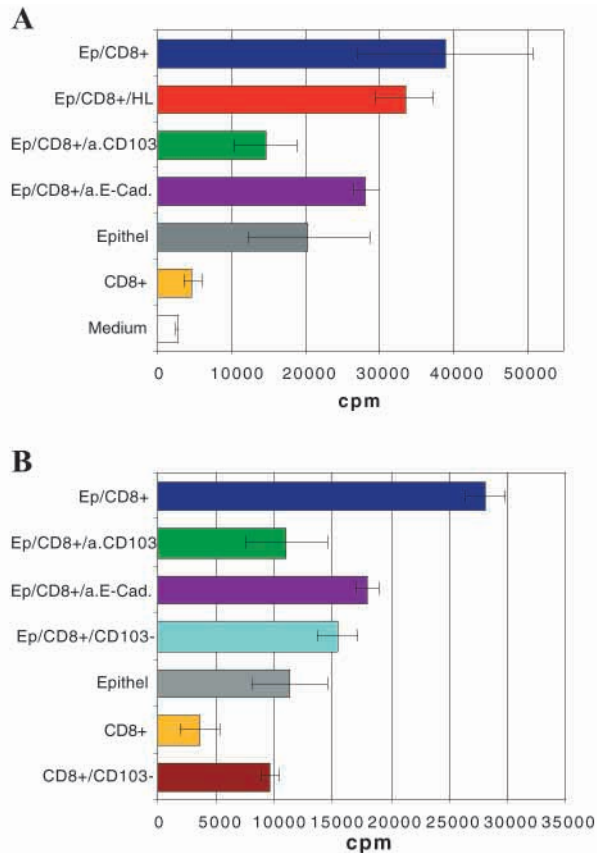 A
Ep/CD8+
Ep/CD8+/HL
Ep/CD8+/a.CD103
Ep/CD8+/a.E-Cad.
Epithel
CD8+
Medium
0 10000 20000 30000 40000 50000
cpm
B
Ep/CD8+
Ep/CD8+/a.CD103
Ep/CD8+/a.E-Cad.
Ep/CD8+/CD103-
Epithel
CD8+
CD8+/CD103-
0 5000 10000 15000 20000 25000 30000 35000
cpm